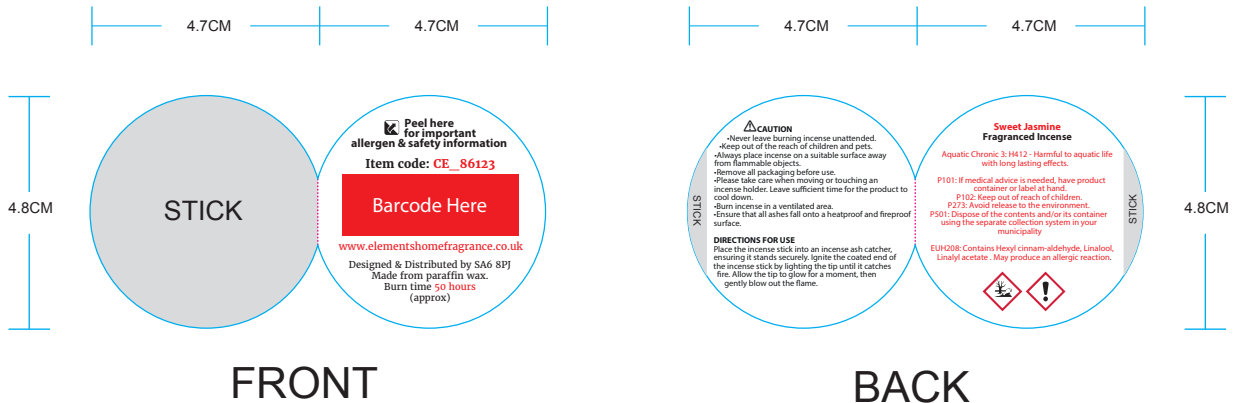 4.7CM
4.7CM
4.7CM
4.7CM
4.8CM
STICK
Peel here
for important
allergen & safety information
Item code: CE_86123
Barcode Here
www.elementshomefragrance.co.uk
Designed & Distributed by SA6 8PJ
Made from paraffin wax.
Burn time 50 hours
(approx)
FRONT
STICK
CAUTION
•Never leave burning incense unattended.
•Keep out of the reach of children and pets.
•Always place incense on a suitable surface away
from flammable objects.
•Remove all packaging before use.
•Please take care when moving or touching an
incense holder. Leave sufficient time for the product to
cool down.
•Burn incense in a ventilated area.
•Ensure that all ashes fall onto a heatproof and fireproof
surface.
DIRECTIONS FOR USE
Place the incense stick into an incense ash catcher,
ensuring it stands securely. Ignite the coated end of
the incense stick by lighting the tip until it catches
fire. Allow the tip to glow for a moment, then
gently blow out the flame.
Sweet Jasmine
Fragranced Incense
Aquatic Chronic 3: H412 - Harmful to aquatic life
with long lasting effects.
P101: If medical advice is needed, have product
container or label at hand.
P102: Keep out of reach of children.
P273: Avoid release to the environment.
P501: Dispose of the contents and/or its container
using the separate collection system in your
municipality
EUH208: Contains Hexyl cinnam-aldehyde, Linalool,
Linalyl acetate . May produce an allergic reaction.
STICK
4.8CM
BACK